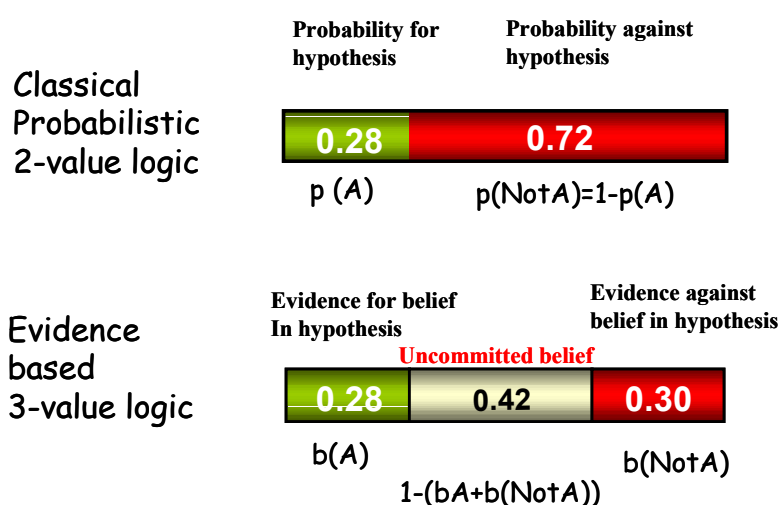 Probability for
hypothesis
Probability against
hypothesis
Classical
Probabilistic
2-value logic
0.28
0.72
p (A)
p(NotA)=1-p(A)
Evidence for belief
In hypothesis
Evidence against
belief in hypothesis
Uncommitted belief
Evidence
based
3-value logic
0.28
0.42
0.30
b(A)
b(NotA)
1-(bA+b(NotA))